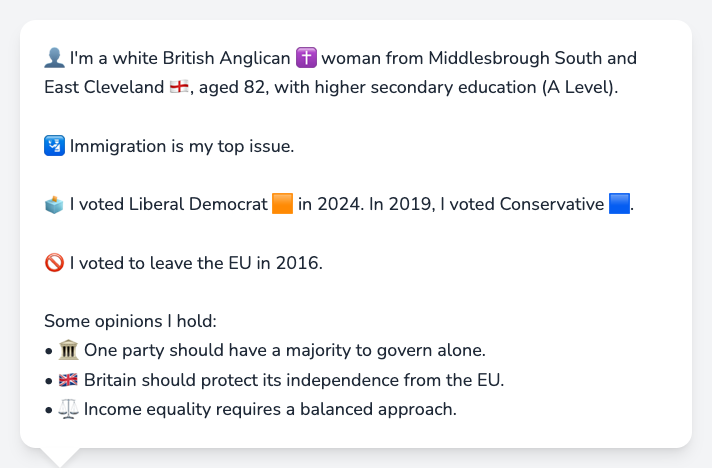 👤 I'm a white British Anglican ✝️ woman from Middlesbrough South and
East Cleveland 🏴󠁧󠁢󠁥󠁮󠁧󠁿, aged 82, with higher secondary education (A Level).
🛂 Immigration is my top issue.
🗳️ I voted Liberal Democrat 🟧 in 2024. In 2019, I voted Conservative 🟦.
🚫 I voted to leave the EU in 2016.
Some opinions I hold:
• 🏛️ One party should have a majority to govern alone.
• 🇬🇧 Britain should protect its independence from the EU.
• ⚖️ Income equality requires a balanced approach.